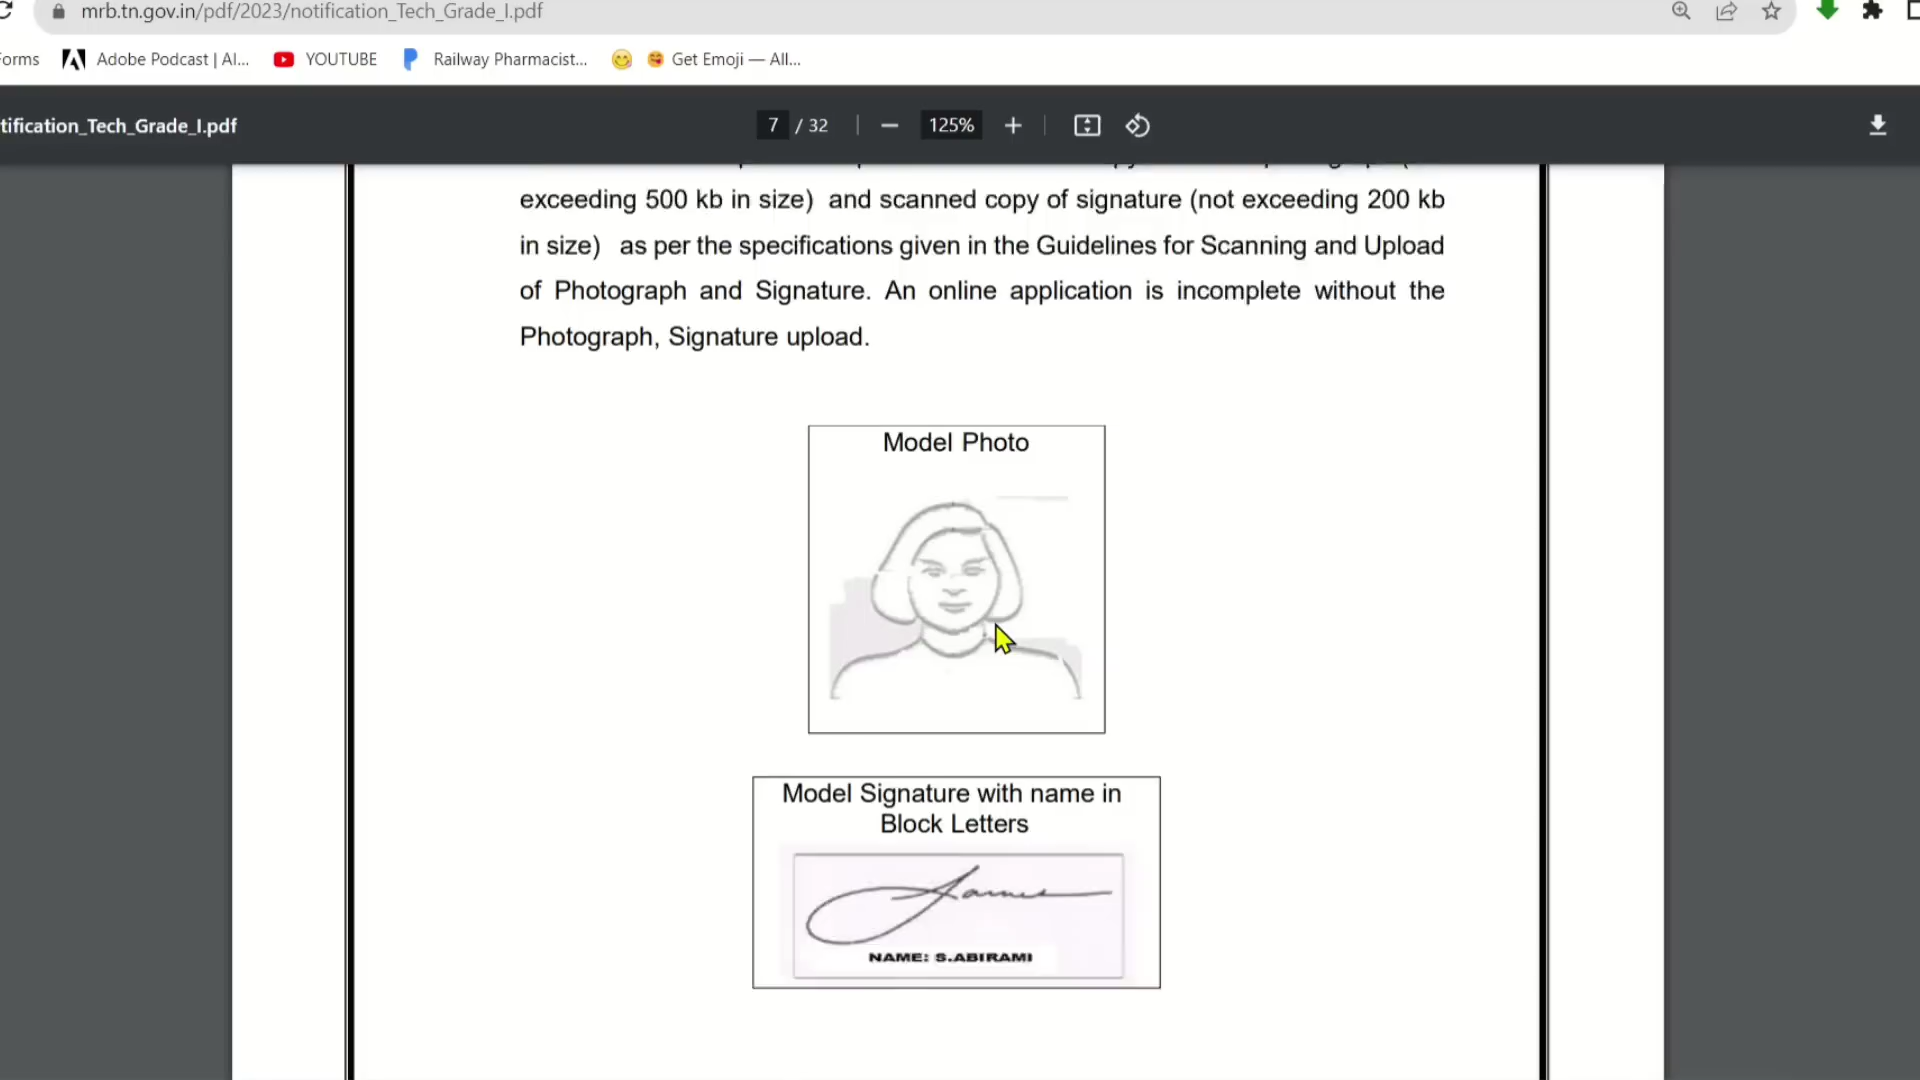 mrb.tn.gov.in/pdf/2023/notification_Tech_Grade_I.pdf
orms Adobe Podcast | AI... YOUTUBE Railway Pharmacist... Get Emoji — All...
tification_Tech_Grade_I.pdf 7 / 32 125%
exceeding 500 kb in size) and scanned copy of signature (not exceeding 200 kb
in size) as per the specifications given in the Guidelines for Scanning and Upload
of Photograph and Signature. An online application is incomplete without the
Photograph, Signature upload.
Model Photo
Model Signature with name in
Block Letters
James
NAME: S.ABIRAMI